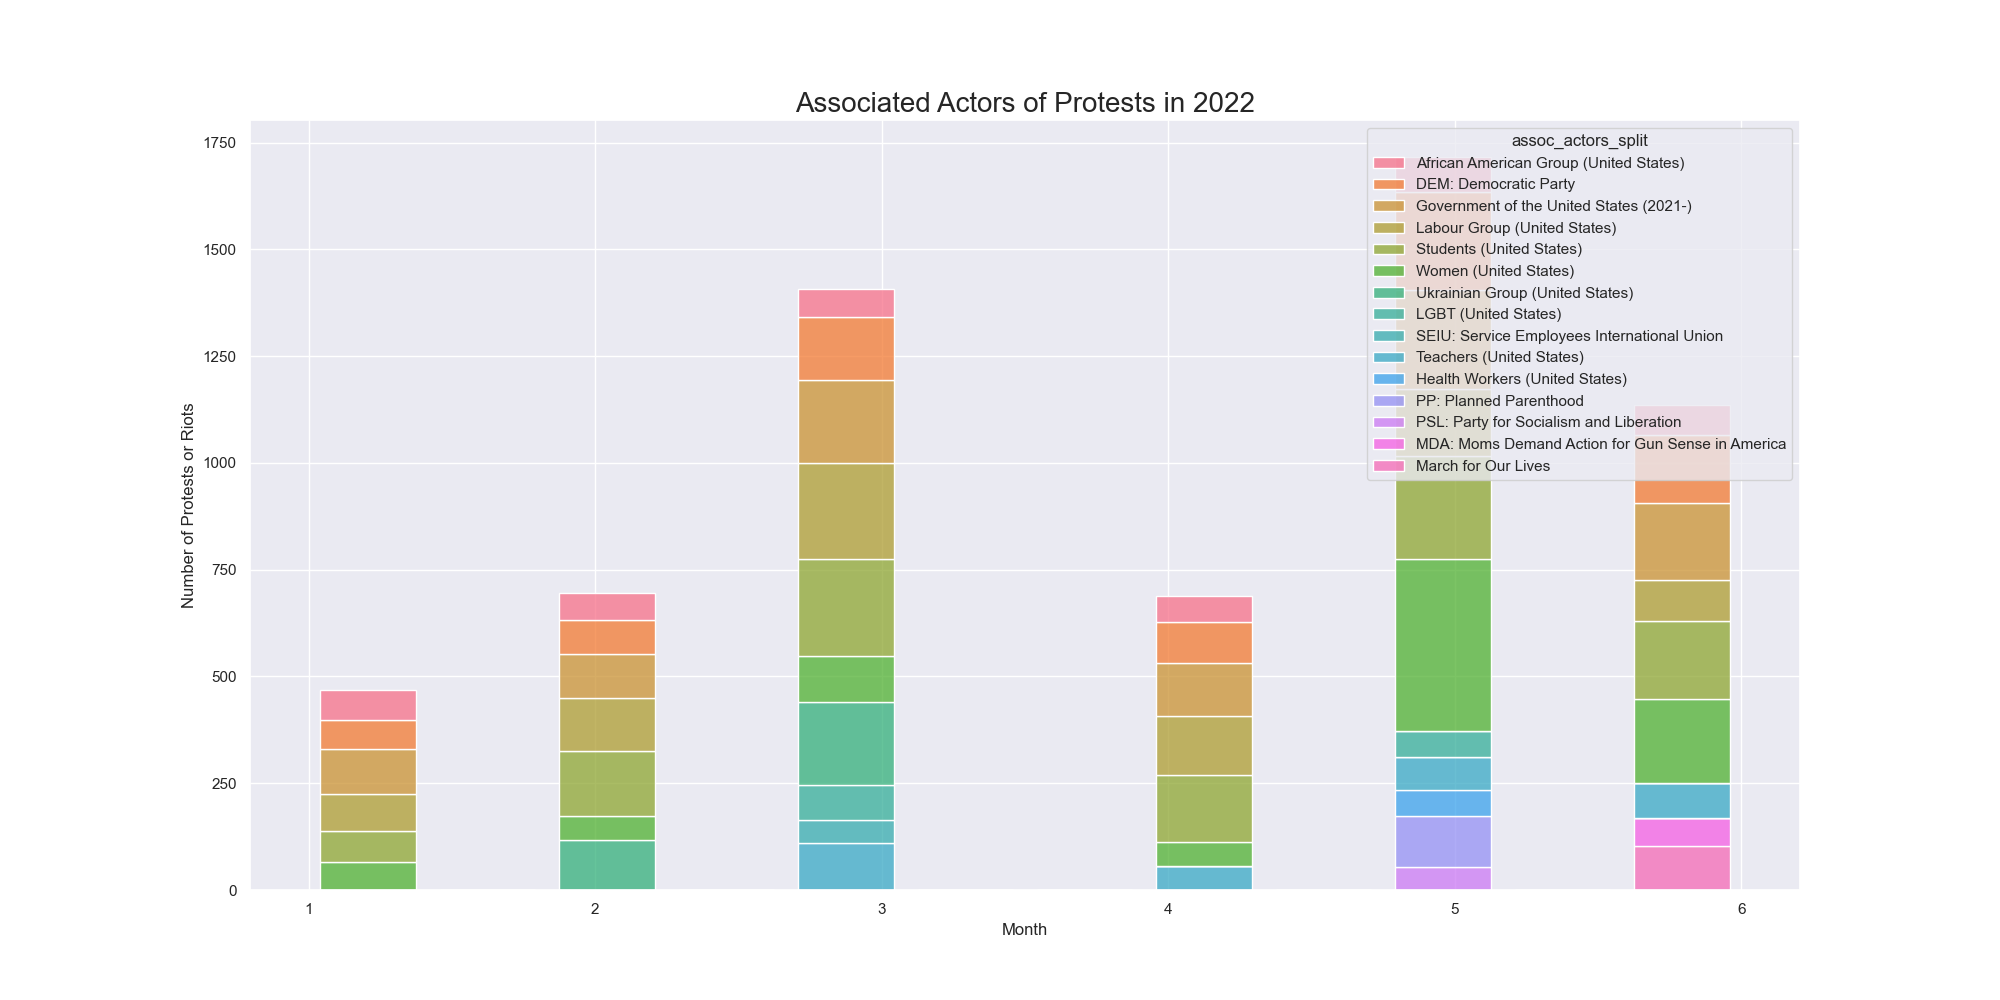 Associated Actors of Protests in 2022
1750
1500
1250
1000
750
500
250
0
Number of Protests or Riots
1 2 3 4 5 6
Month
assoc_actors_split
African American Group (United States)
DEM: Democratic Party
Government of the United States (2021-)
Labour Group (United States)
Students (United States)
Women (United States)
Ukrainian Group (United States)
LGBT (United States)
SEIU: Service Employees International Union
Teachers (United States)
Health Workers (United States)
PP: Planned Parenthood
PSL: Party for Socialism and Liberation
MDA: Moms Demand Action for Gun Sense in America
March for Our Lives